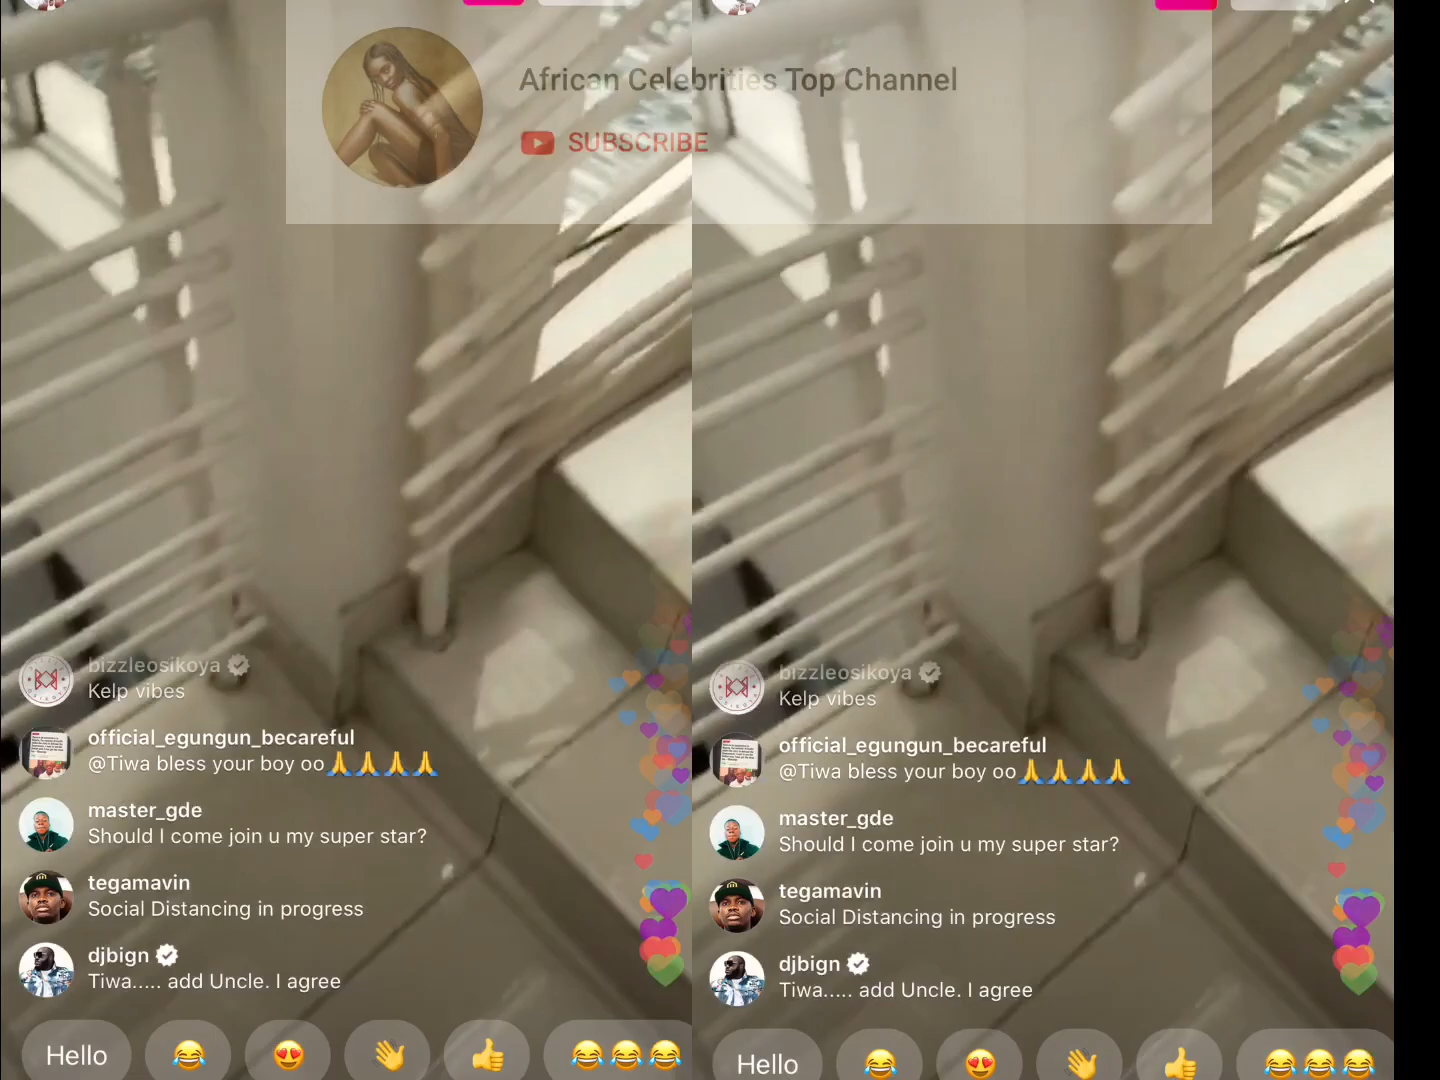 African Celebrities Top Channel
SUBSCRIBE
bizzleosikoya
Kelp vibes
official_egungun_becareful
@Tiwa bless your boy oo🙏🙏🙏🙏
master_gde
Should I come join u my super star?
tegamavin
Social Distancing in progress
djbign
Tiwa..... add Uncle. I agree
Hello 😂 😍 👋 👍 😂😂😂
bizzleosikoya
Kelp vibes
official_egungun_becareful
@Tiwa bless your boy oo🙏🙏🙏🙏
master_gde
Should I come join u my super star?
tegamavin
Social Distancing in progress
djbign
Tiwa..... add Uncle. I agree
Hello 😂 😍 👋 👍 😂😂😂